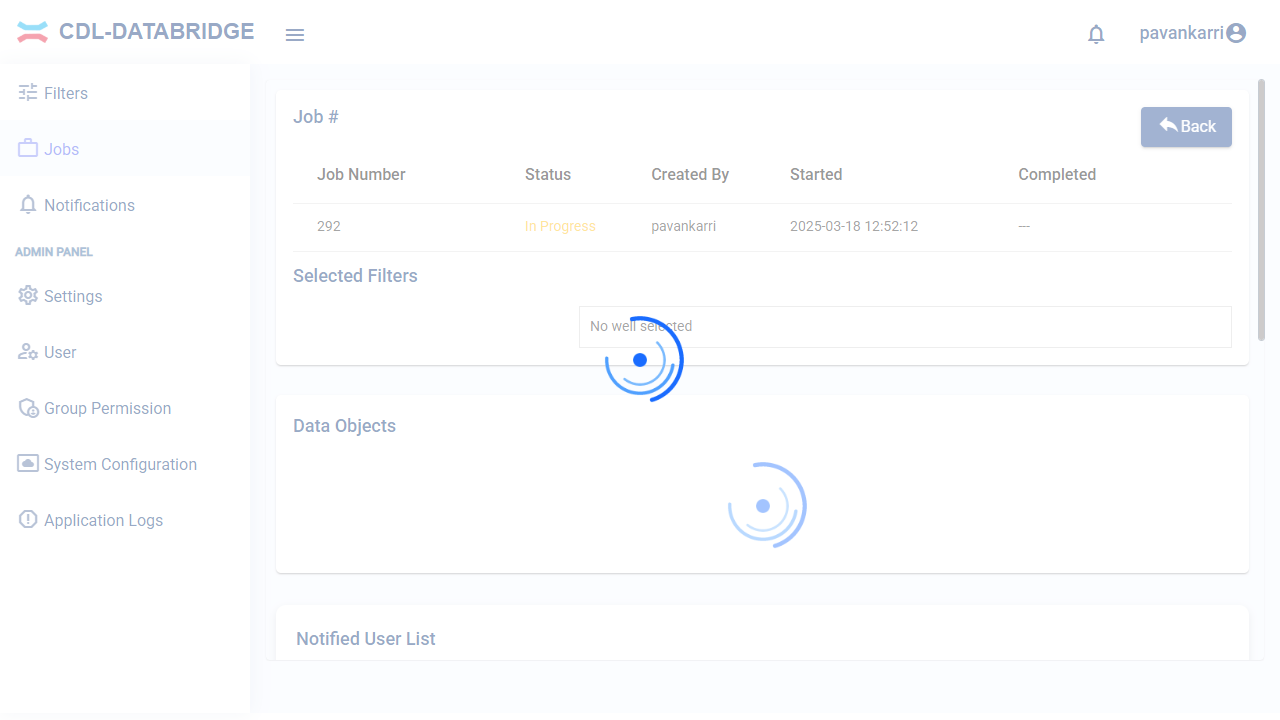 CDL-DATABRIDGE
pavankarri
Filters
Jobs
Notifications
ADMIN PANEL
Settings
User
Group Permission
System Configuration
Application Logs
Job #
Back
Job Number Status Created By Started Completed
292 In Progress pavankarri 2025-03-18 12:52:12 ---
Selected Filters
No well selected
Data Objects
Notified User List